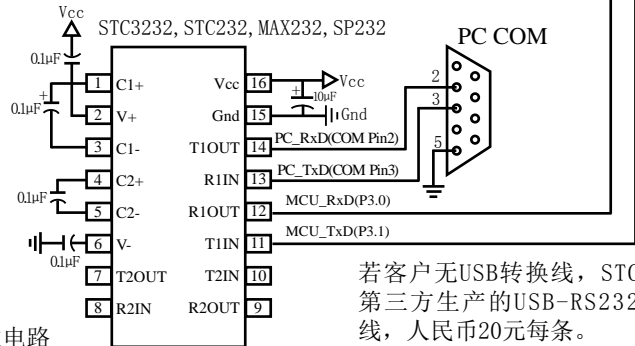 Vcc
STC3232, STC232, MAX232, SP232
PC COM
0.1μF
0.1μF
0.1μF
0.1μF
1 C1+
2 V+
3 C1-
4 C2+
5 C2-
6 V-
7 T2OUT
8 R2IN
Vcc 16
Gnd 15
T1OUT 14
R1IN 13
R1OUT 12
T1IN 11
T2IN 10
R2OUT 9
Vcc
+
+
10μF
Gnd
PC_RxD(COM Pin2)
PC_TxD(COM Pin3)
MCU_RxD(P3.0)
MCU_TxD(P3.1)
2
3
5
若客户无USB转换线，STC
第三方生产的USB-RS232
线，人民币20元每条。
电路